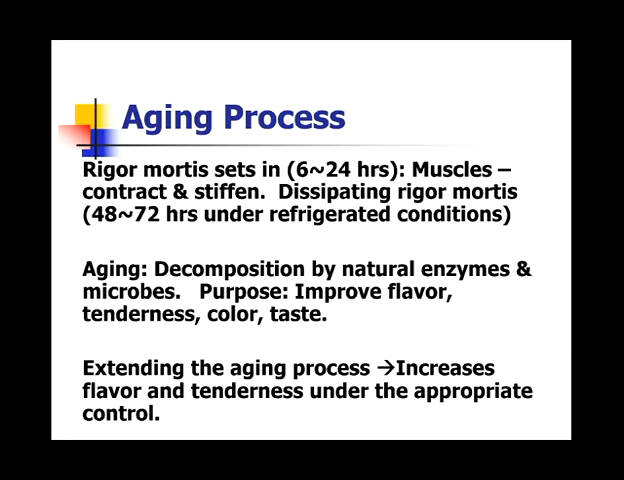 Aging Process
Rigor mortis sets in (6~24 hrs): Muscles –
contract & stiffen.  Dissipating rigor mortis
(48~72 hrs under refrigerated conditions)
Aging: Decomposition by natural enzymes &
microbes.   Purpose: Improve flavor,
tenderness, color, taste.
Extending the aging process →Increases
flavor and tenderness under the appropriate
control.